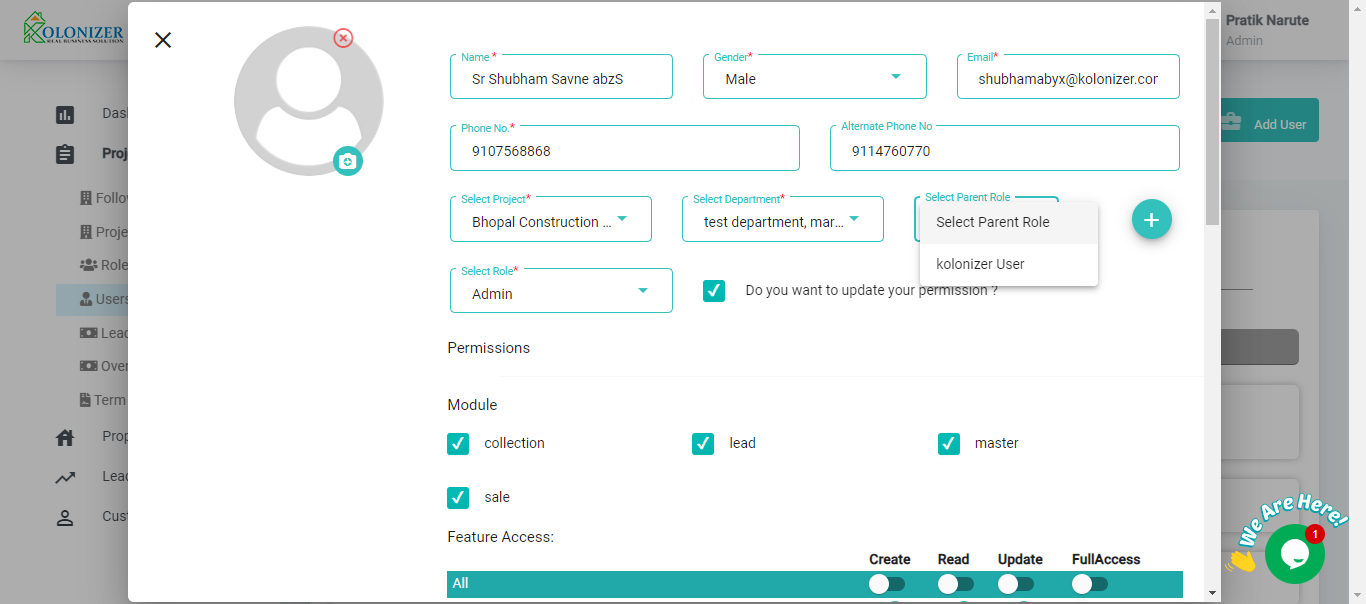 KOLONIZER
REAL BUSINESS SOLUTION
Pratik Narute
Admin
Add User
Dash
Proj
Follo
Proje
Role
Users
Lead
Over
Term
Prop
Lead
Cust
Name *
Sr Shubham Savne abzS
Gender*
Male
Email*
shubhamabyx@kolonizer.cor
Phone No.*
9107568868
Alternate Phone No
9114760770
Select Project*
Bhopal Construction ...
Select Department*
test department, mar...
Select Parent Role
Select Parent Role
kolonizer User
Select Role*
Admin
Do you want to update your permission ?
Permissions
Module
collection
lead
master
sale
Feature Access:
Create Read Update FullAccess
All
We Are Here!
1